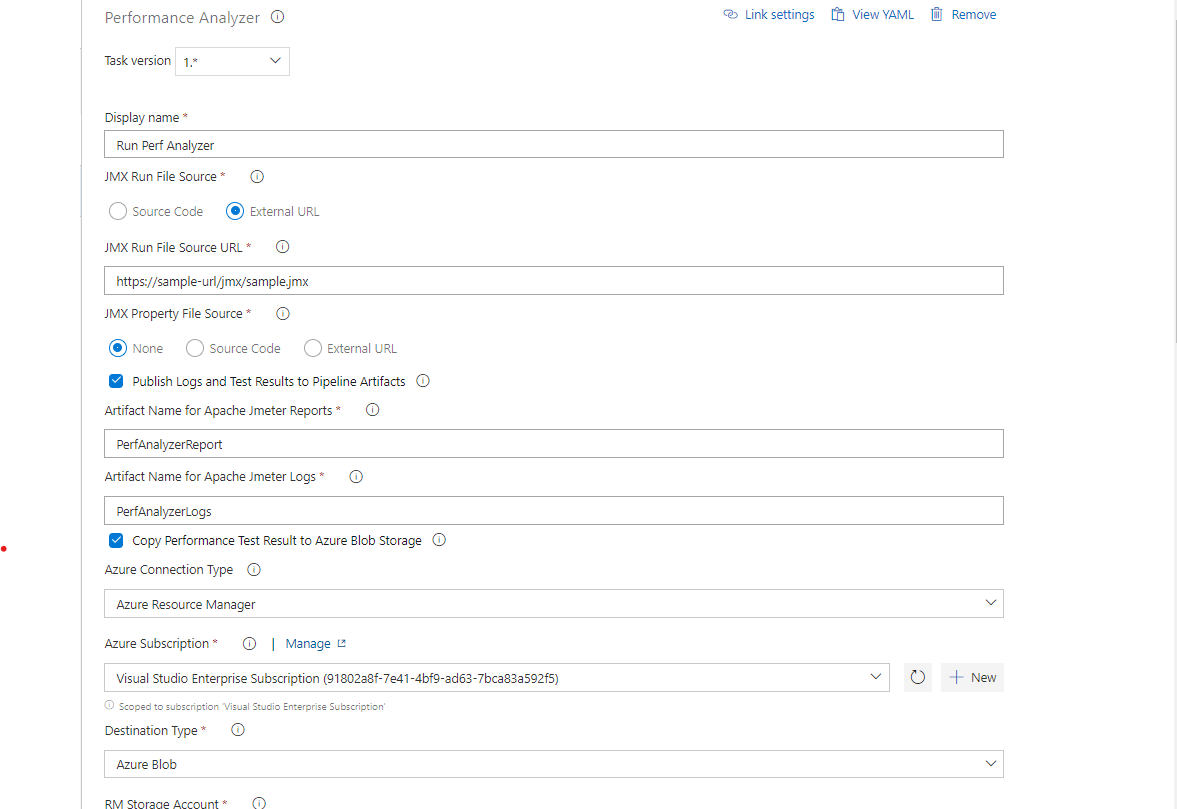 Performance Analyzer
Link settings View YAML Remove
Task version 1.*
Display name *
Run Perf Analyzer
JMX Run File Source *
Source Code External URL
JMX Run File Source URL *
https://sample-url/jmx/sample.jmx
JMX Property File Source *
None Source Code External URL
Publish Logs and Test Results to Pipeline Artifacts
Artifact Name for Apache Jmeter Reports *
PerfAnalyzerReport
Artifact Name for Apache Jmeter Logs *
PerfAnalyzerLogs
Copy Performance Test Result to Azure Blob Storage
Azure Connection Type
Azure Resource Manager
Azure Subscription * | Manage
Visual Studio Enterprise Subscription (91802a8f-7e41-4bf9-ad63-7bca83a592f5)
New
Scoped to subscription 'Visual Studio Enterprise Subscription'
Destination Type *
Azure Blob
RM Storage Account *